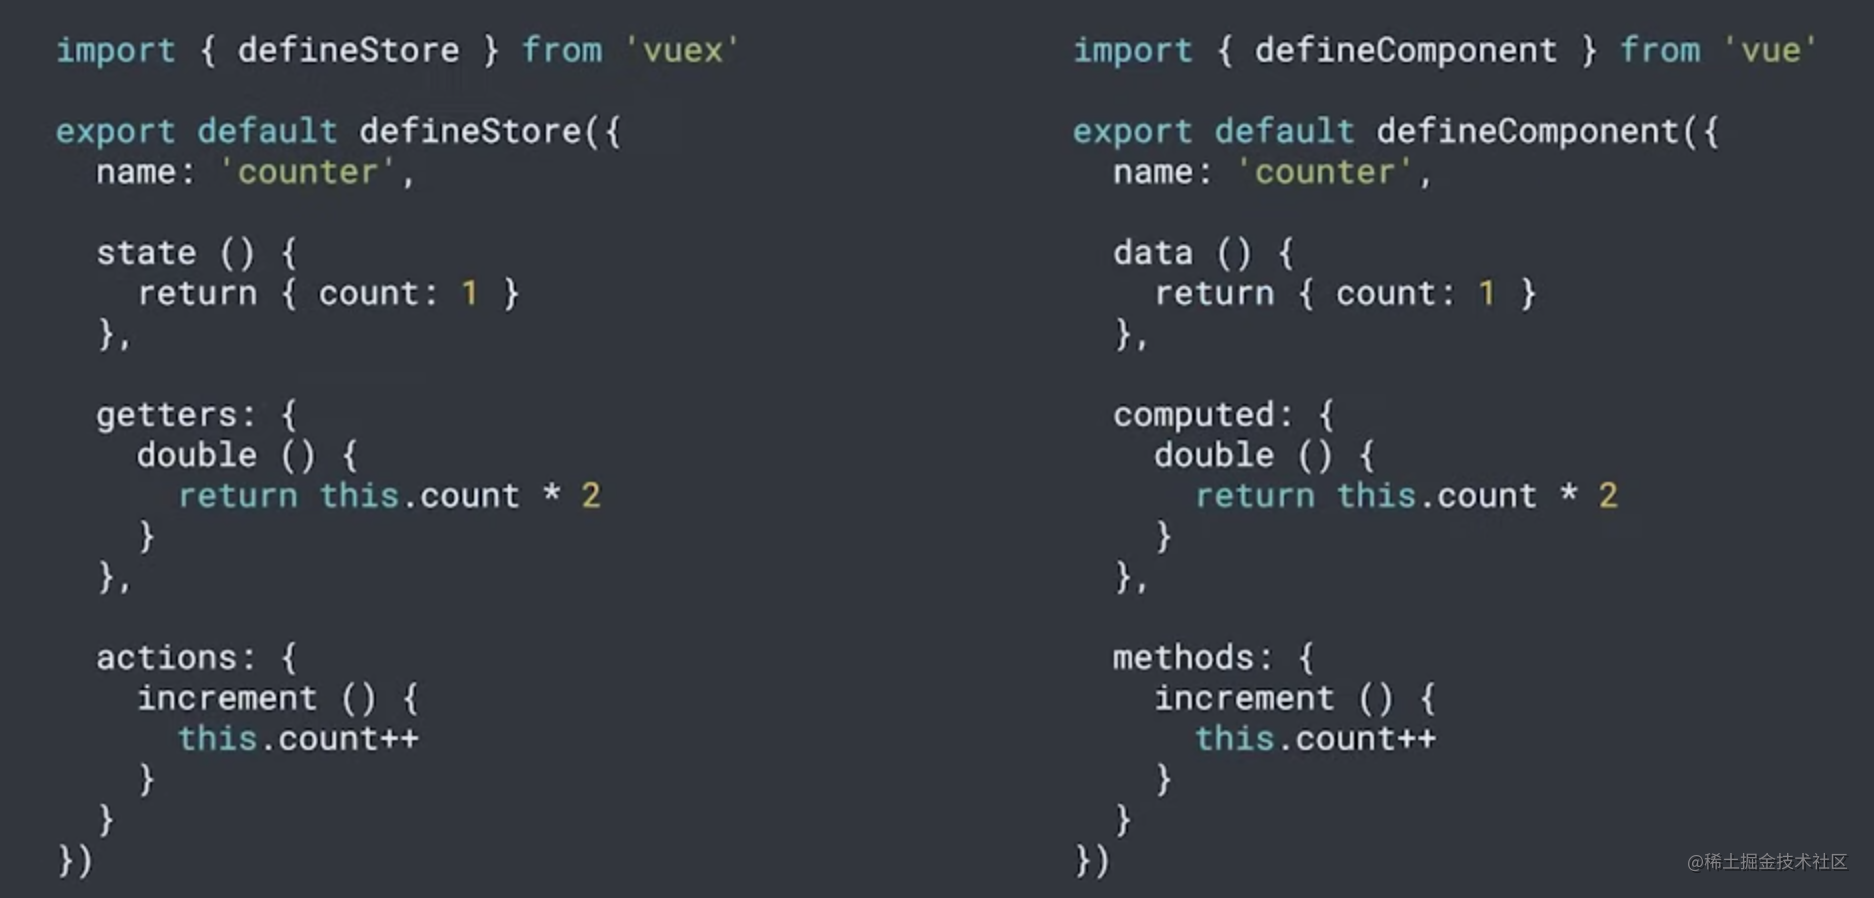 import { defineStore } from 'vuex'

export default defineStore({
  name: 'counter',

  state () {
    return { count: 1 }
  },

  getters: {
    double () {
      return this.count * 2
    }
  },

  actions: {
    increment () {
      this.count++
    }
  }
})

import { defineComponent } from 'vue'

export default defineComponent({
  name: 'counter',

  data () {
    return { count: 1 }
  },

  computed: {
    double () {
      return this.count * 2
    }
  },

  methods: {
    increment () {
      this.count++
    }
  }
})
@稀土掘金技术社区